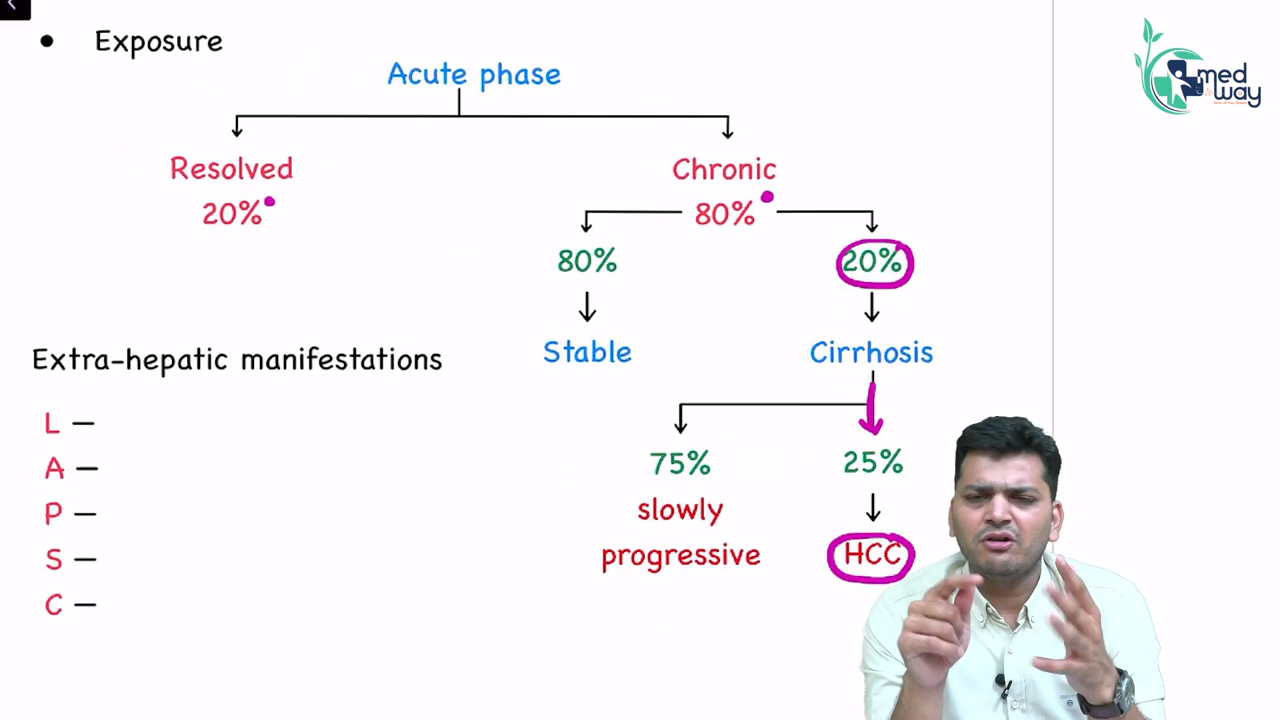 • Exposure
Acute phase
Resolved
20%
Chronic
80%
80%
20%
Stable
Cirrhosis
75%
slowly
progressive
25%
HCC
Extra-hepatic manifestations
L —
A —
P —
S —
C —
med
way